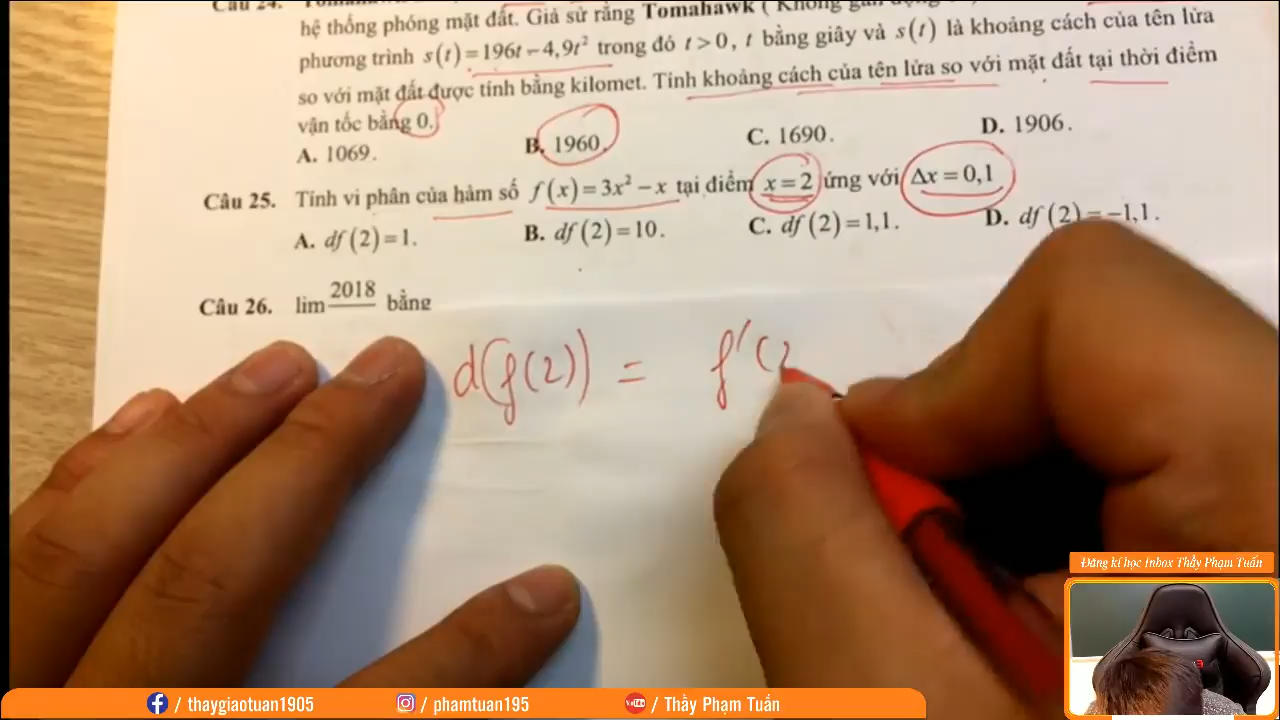 Câu 24.
hệ thống phóng mặt đất. Giả sử rằng Tomahawk ( Không
phương trình s(t) = 196t − 4,9t² trong đó t > 0, t bằng giây và s(t) là khoảng cách của tên lửa
so với mặt đất được tính bằng kilomet. Tính khoảng cách của tên lửa so với mặt đất tại thời điểm
vận tốc bằng 0.
A. 1069. B. 1960. C. 1690. D. 1906.
Câu 25. Tính vi phân của hàm số f(x) = 3x² − x tại điểm x = 2 ứng với Δx = 0,1
A. df(2) = 1. B. df(2) = 10. C. df(2) = 1,1. D. df(2) = −1,1.
Câu 26. lim 2018 bằng
d(f(2)) = f'(2
Đăng kí học Inbox Thầy Phạm Tuấn
/ thaygiaotuan1905 / phamtuan195 / Thầy Phạm Tuấn